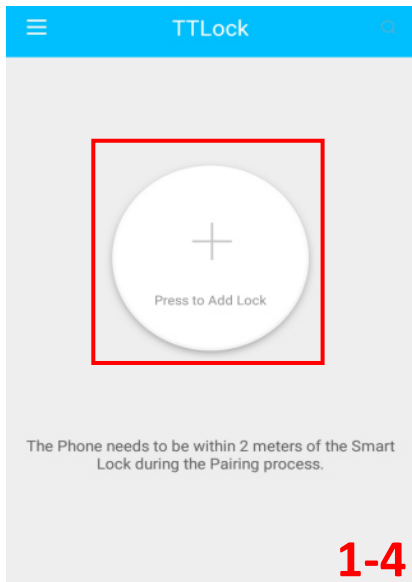 TTLock
Press to Add Lock
The Phone needs to be within 2 meters of the Smart
Lock during the Pairing process.
1-4